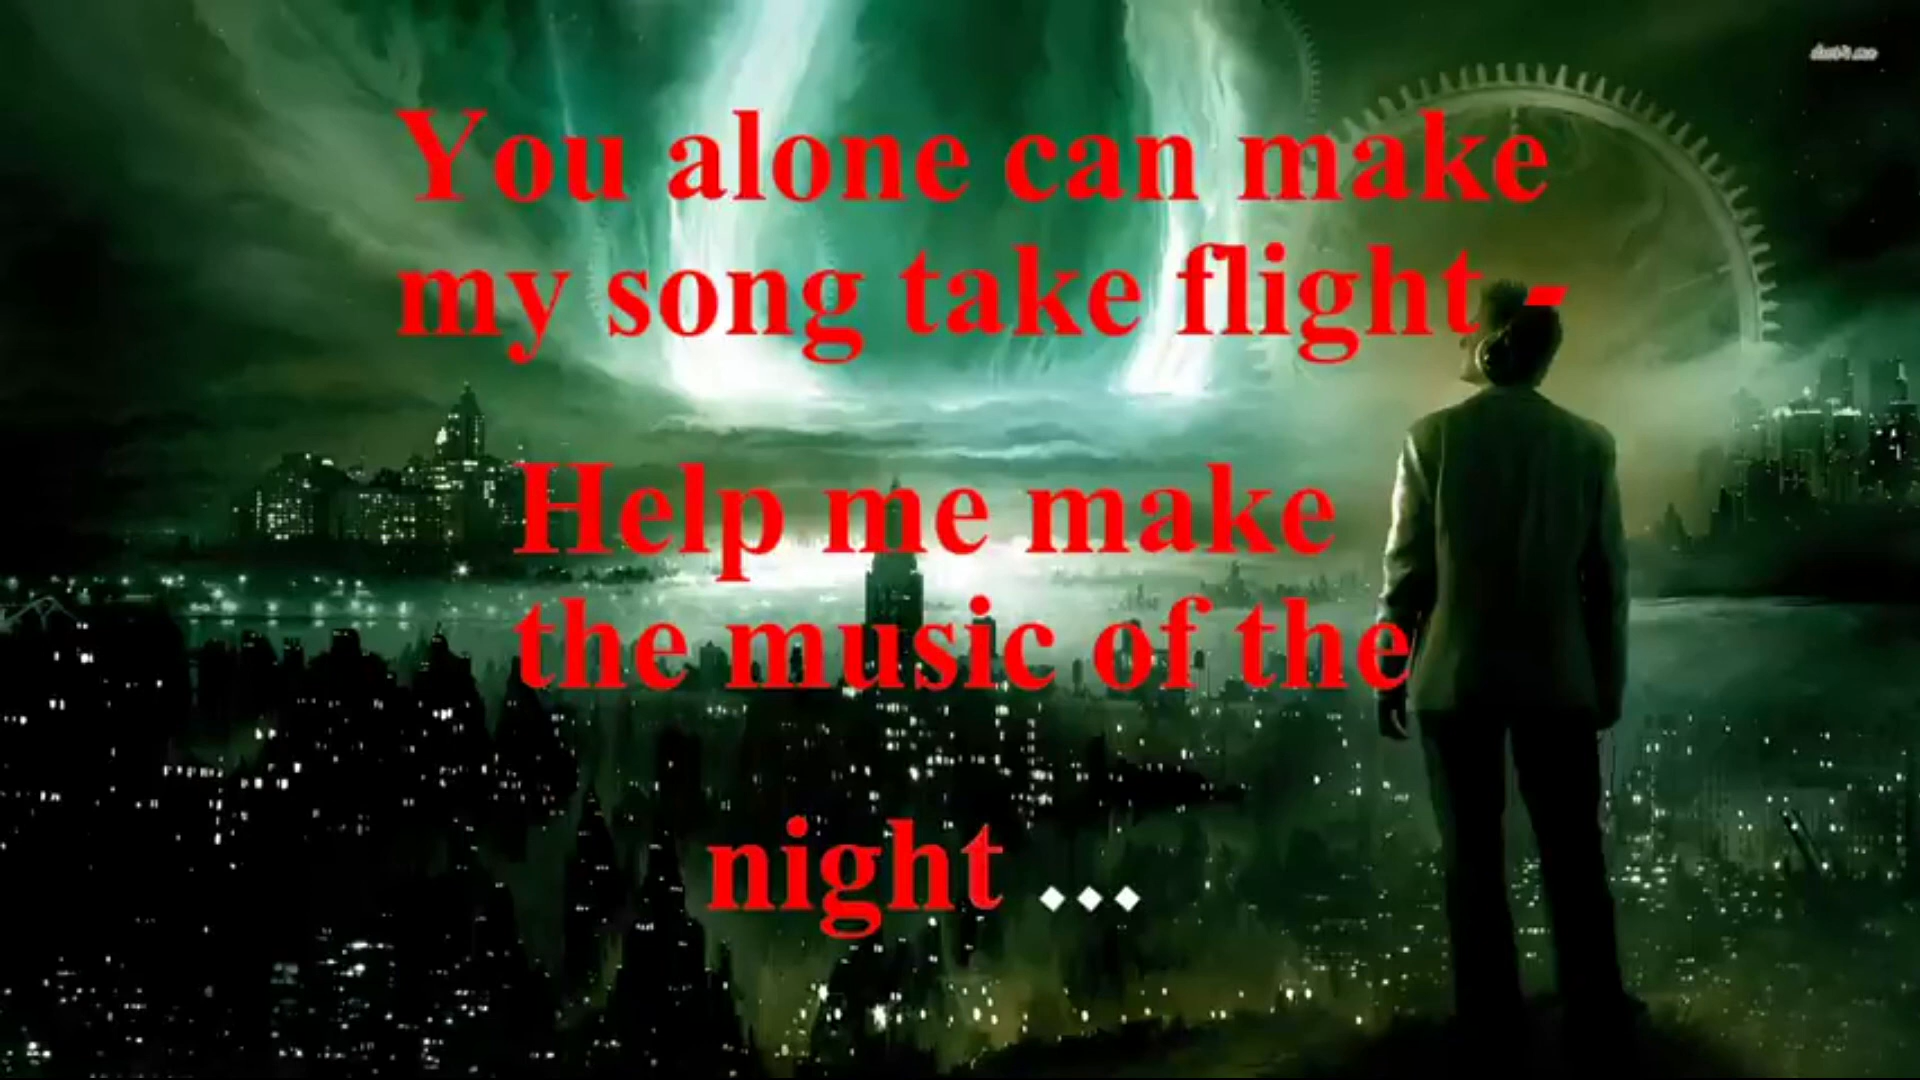 You alone can make
my song take flight -
Help me make
the music of the
night ...